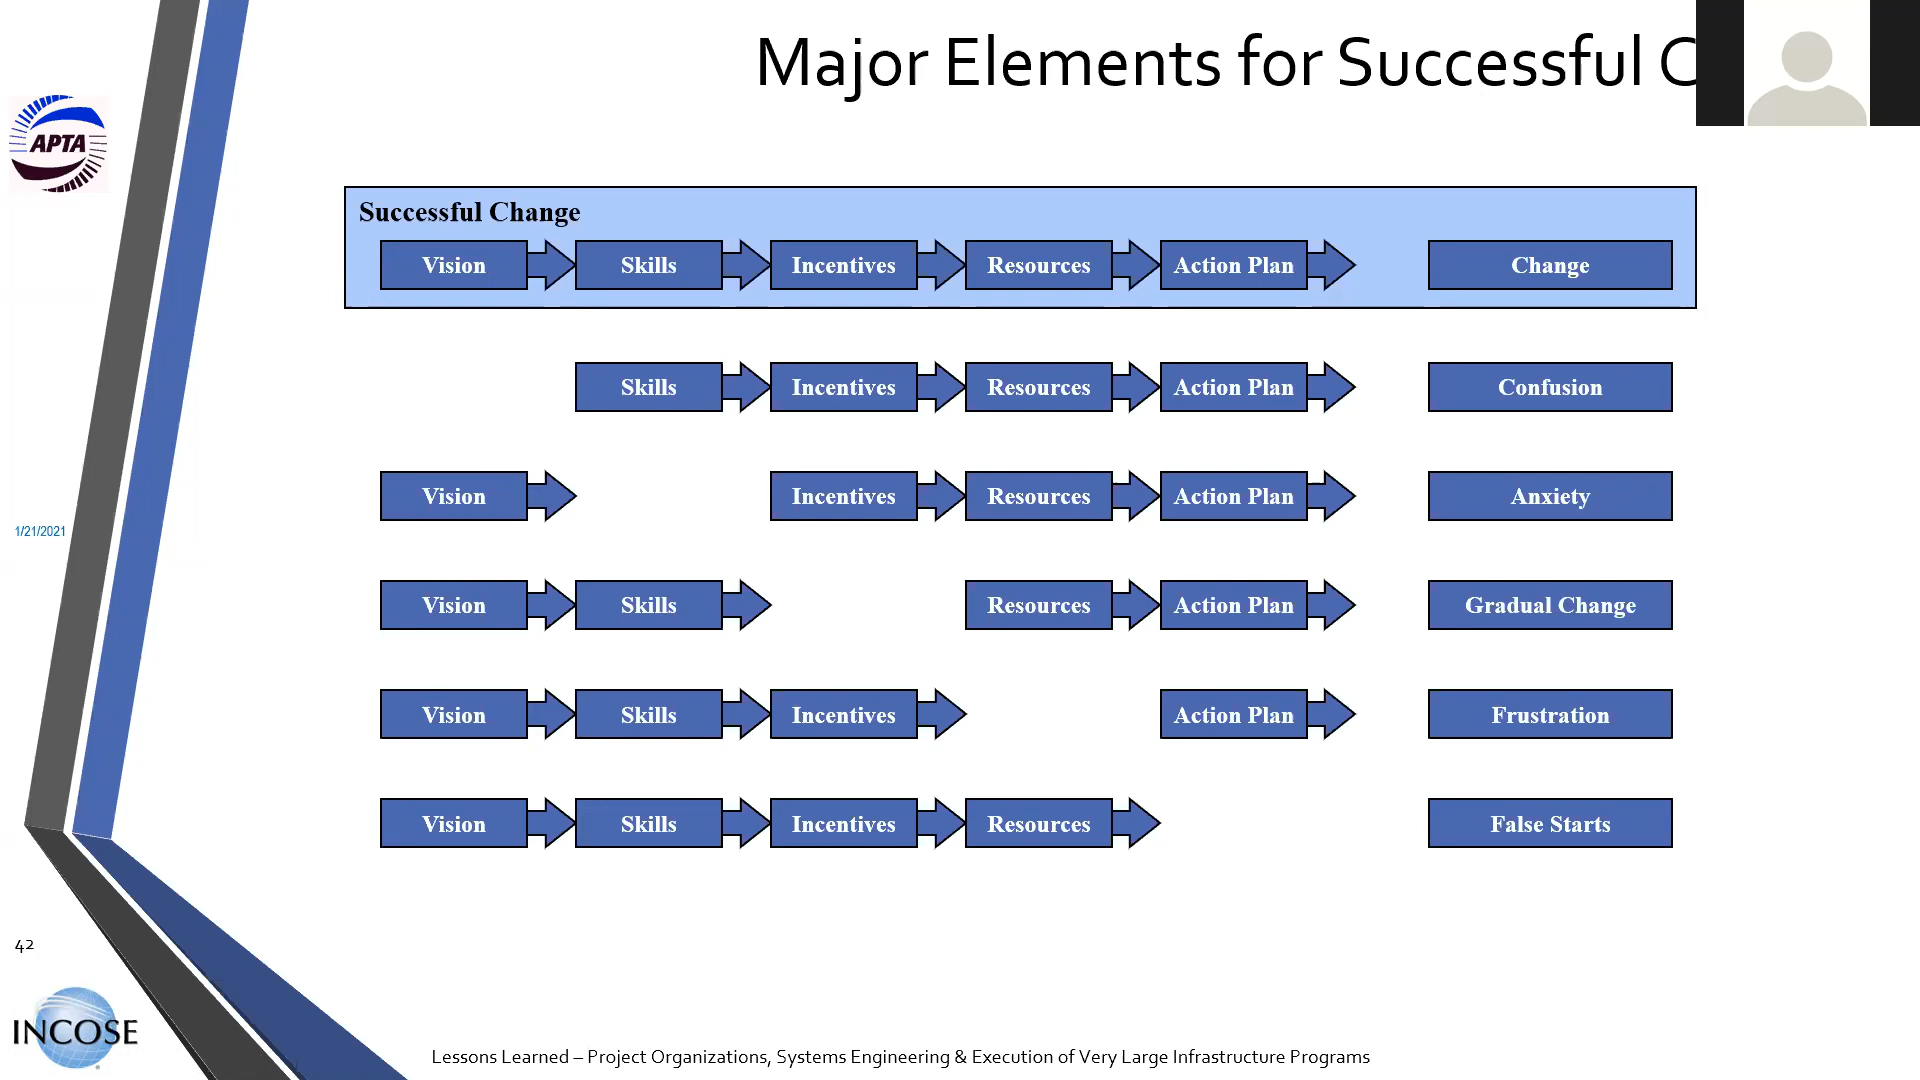 Major Elements for Successful C
APTA
Successful Change
Vision Skills Incentives Resources Action Plan Change
Skills Incentives Resources Action Plan Confusion
Vision Incentives Resources Action Plan Anxiety
1/21/2021
Vision Skills Resources Action Plan Gradual Change
Vision Skills Incentives Action Plan Frustration
Vision Skills Incentives Resources False Starts
42
INCOSE
Lessons Learned – Project Organizations, Systems Engineering & Execution of Very Large Infrastructure Programs